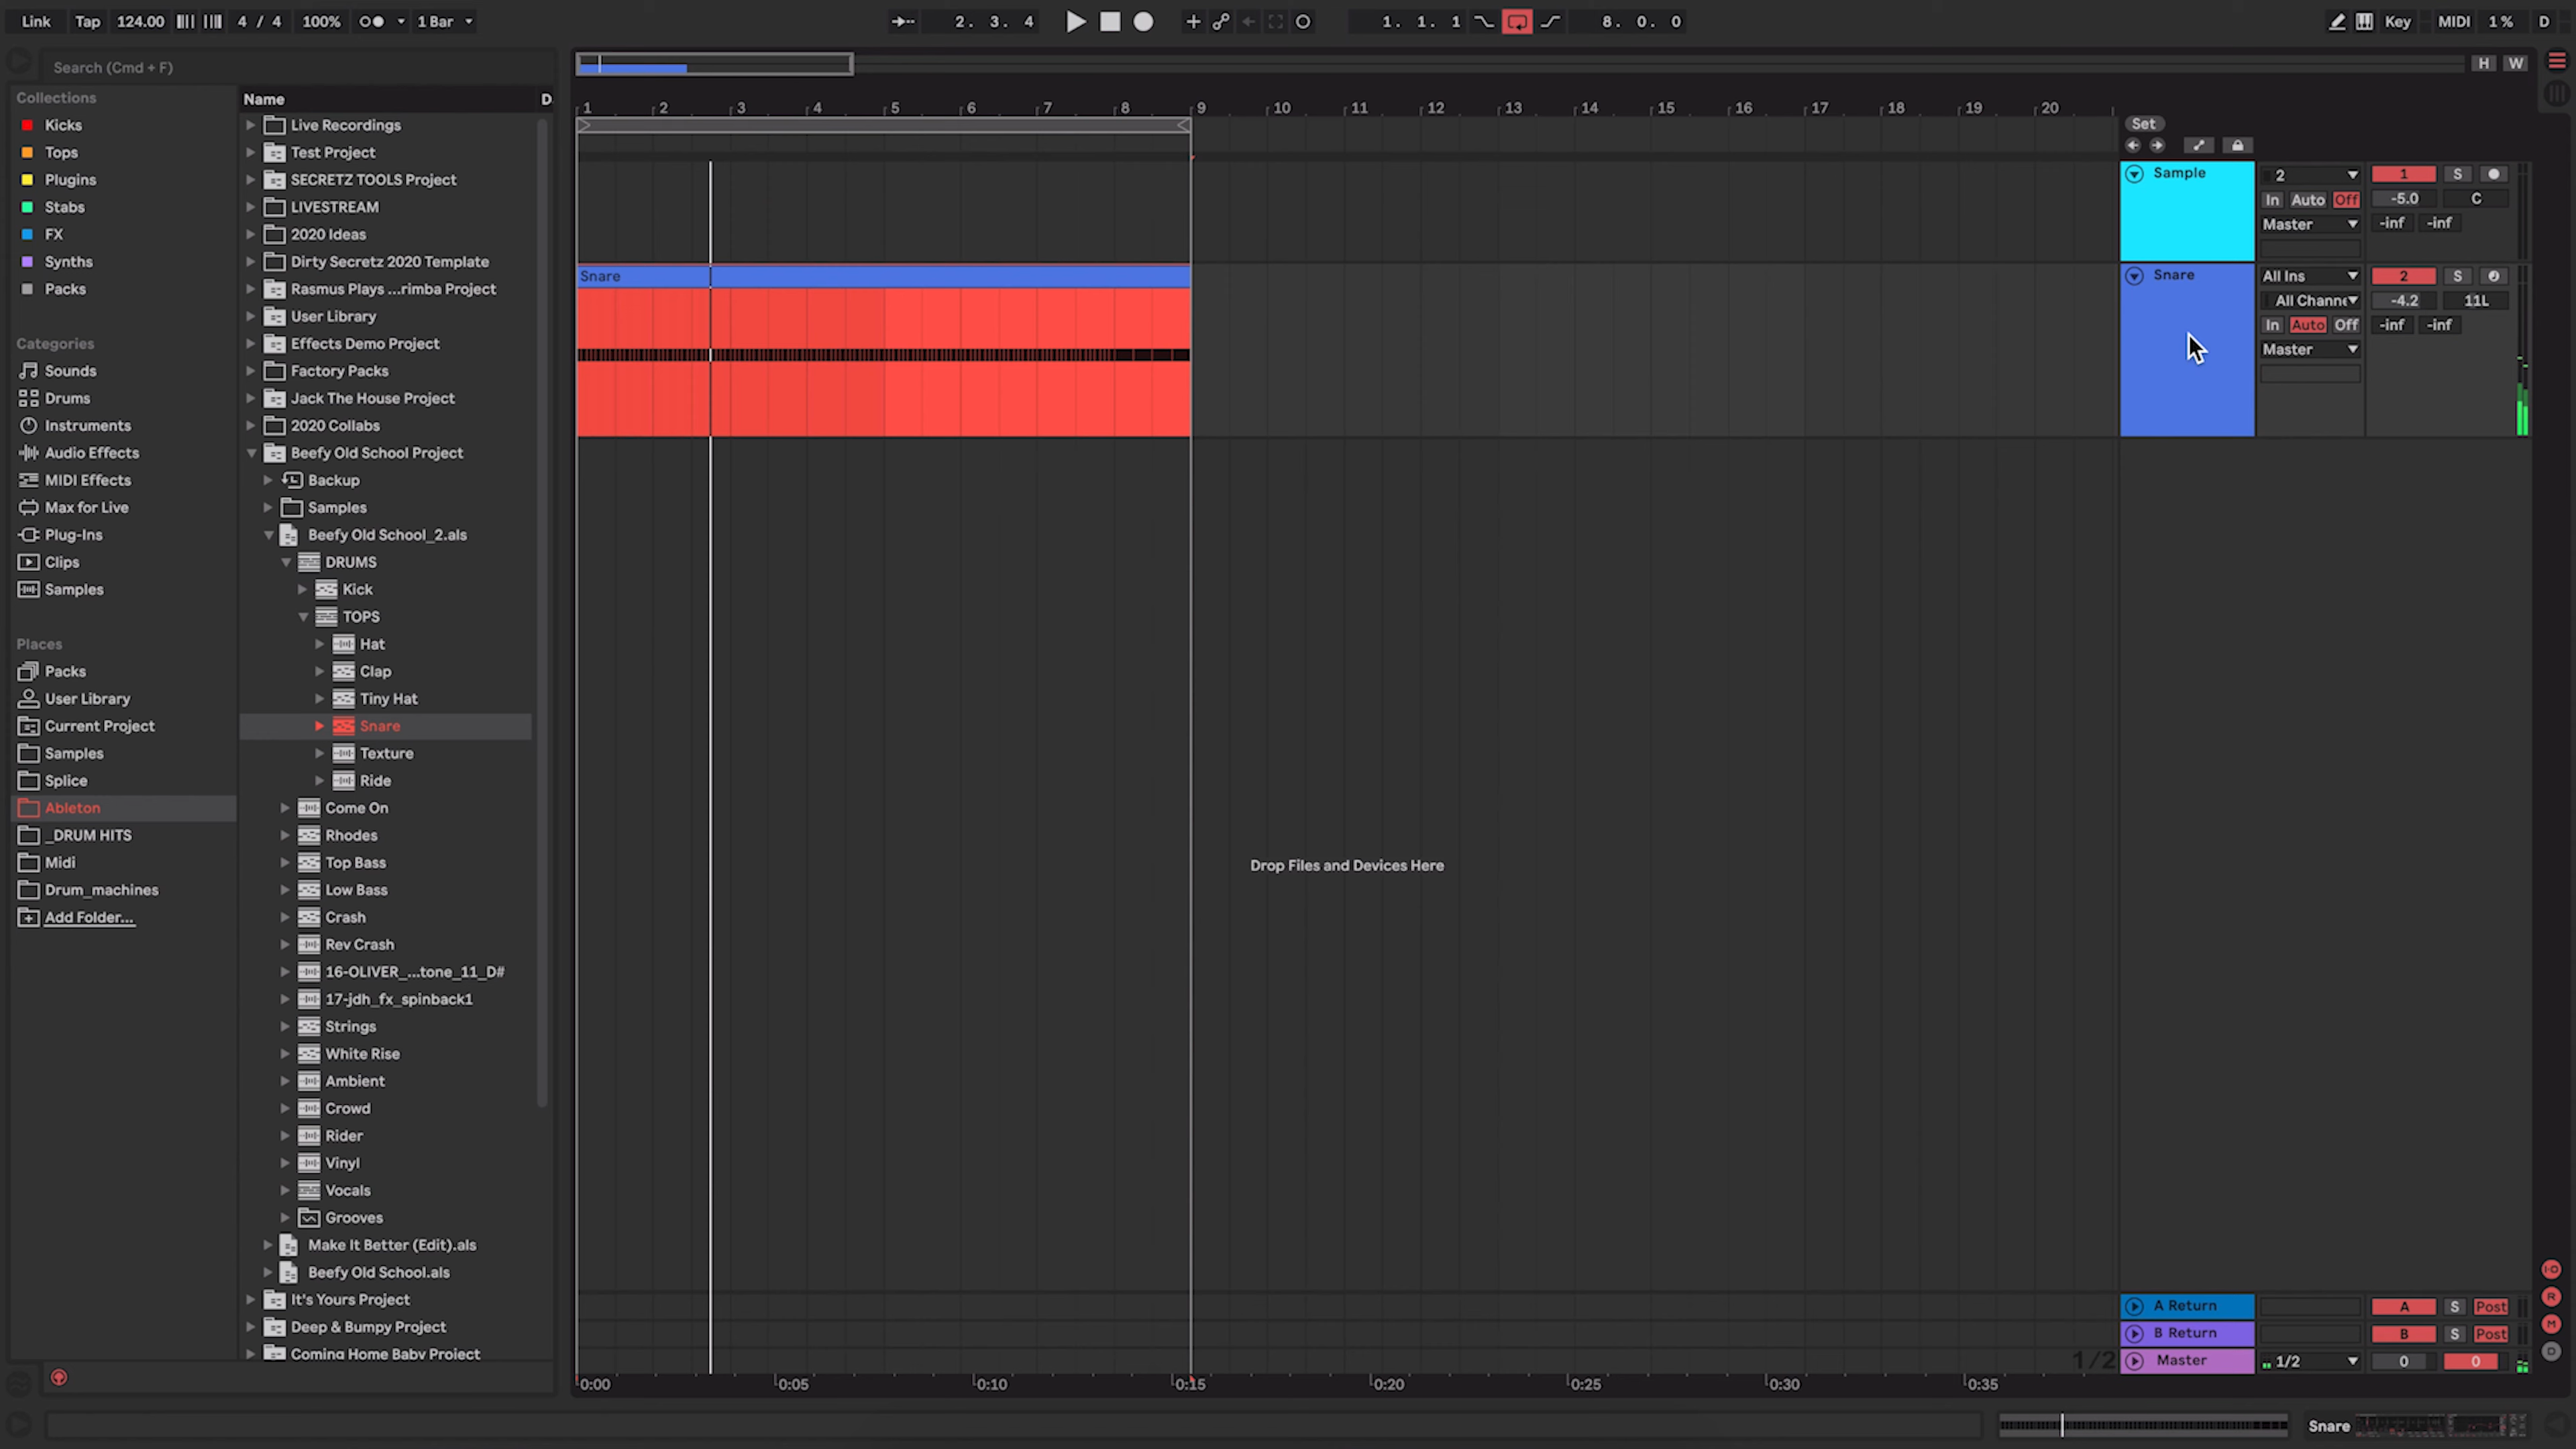 Link Tap 124.00 4 / 4 100% 1 Bar 2. 3. 4 1. 1. 1 8. 0. 0 Key MIDI 1 % D
Search (Cmd + F)
H W
Collections
Kicks
Tops
Plugins
Stabs
FX
Synths
Packs
Categories
Sounds
Drums
Instruments
Audio Effects
MIDI Effects
Max for Live
Plug-Ins
Clips
Samples
Places
Packs
User Library
Current Project
Samples
Splice
Ableton
_DRUM HITS
Midi
Drum_machines
Add Folder...
Name D
Live Recordings
Test Project
SECRETZ TOOLS Project
LIVESTREAM
2020 Ideas
Dirty Secretz 2020 Template
Rasmus Plays ...rimba Project
User Library
Effects Demo Project
Factory Packs
Jack The House Project
2020 Collabs
Beefy Old School Project
Backup
Samples
Beefy Old School_2.als
DRUMS
Kick
TOPS
Hat
Clap
Tiny Hat
Snare
Texture
Ride
Come On
Rhodes
Top Bass
Low Bass
Crash
Rev Crash
16-OLIVER_...tone_11_D#
17-jdh_fx_spinback1
Strings
White Rise
Ambient
Crowd
Rider
Vinyl
Vocals
Grooves
Make It Better (Edit).als
Beefy Old School.als
It's Yours Project
Deep & Bumpy Project
Coming Home Baby Project
1 2 3 4 5 6 7 8 9 10 11 12 13 14 15 16 17 18 19 20
Set
Snare
Drop Files and Devices Here
Sample 2 1 S
In Auto Off -5.0 C
Master -inf -inf
Snare All Ins 2 S
All Channe -4.2 11L
In Auto Off -inf -inf
Master
A Return A S Post
B Return B S Post
1/2 Master 1/2 0 0
I·O
R
M
D
0:00 0:05 0:10 0:15 0:20 0:25 0:30 0:35
Snare